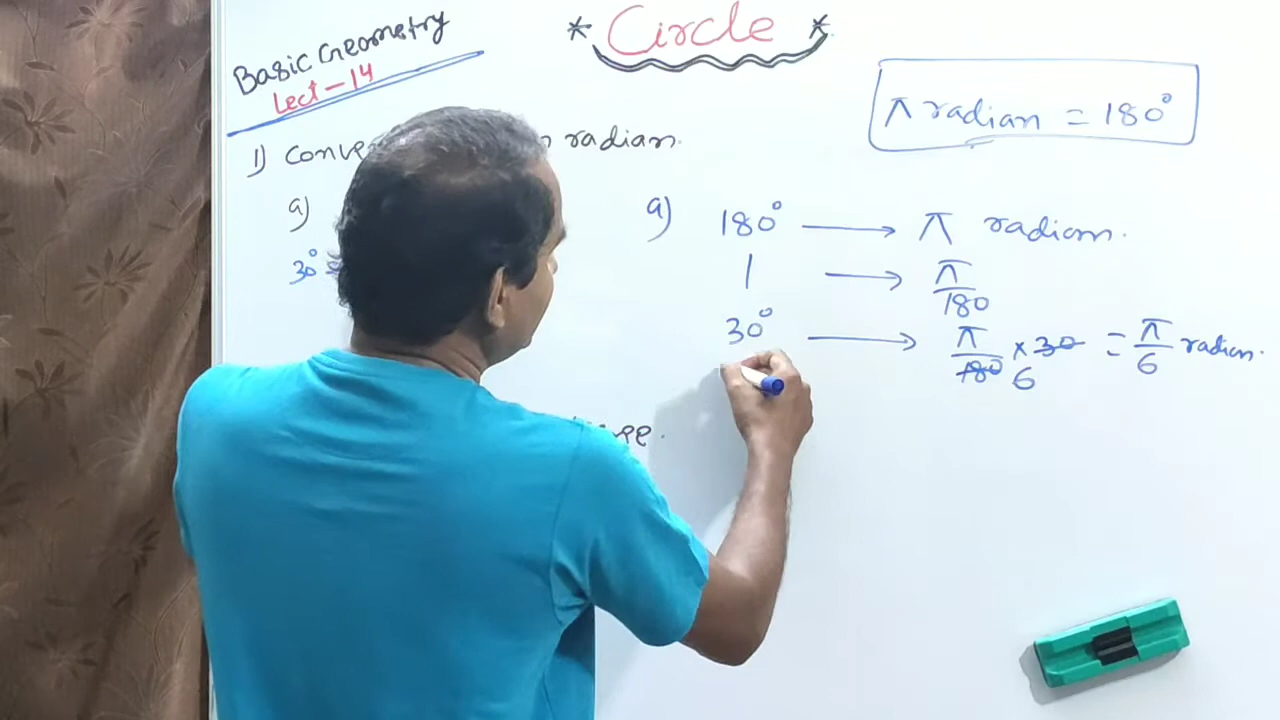 Basic Geometry
Lect-14
* Circle *
π radian = 180°
1) radian.
a)
30°
a) 180° → π radian.
1 → π/180
30° → π/180 × 30 = π/6 radian.
6